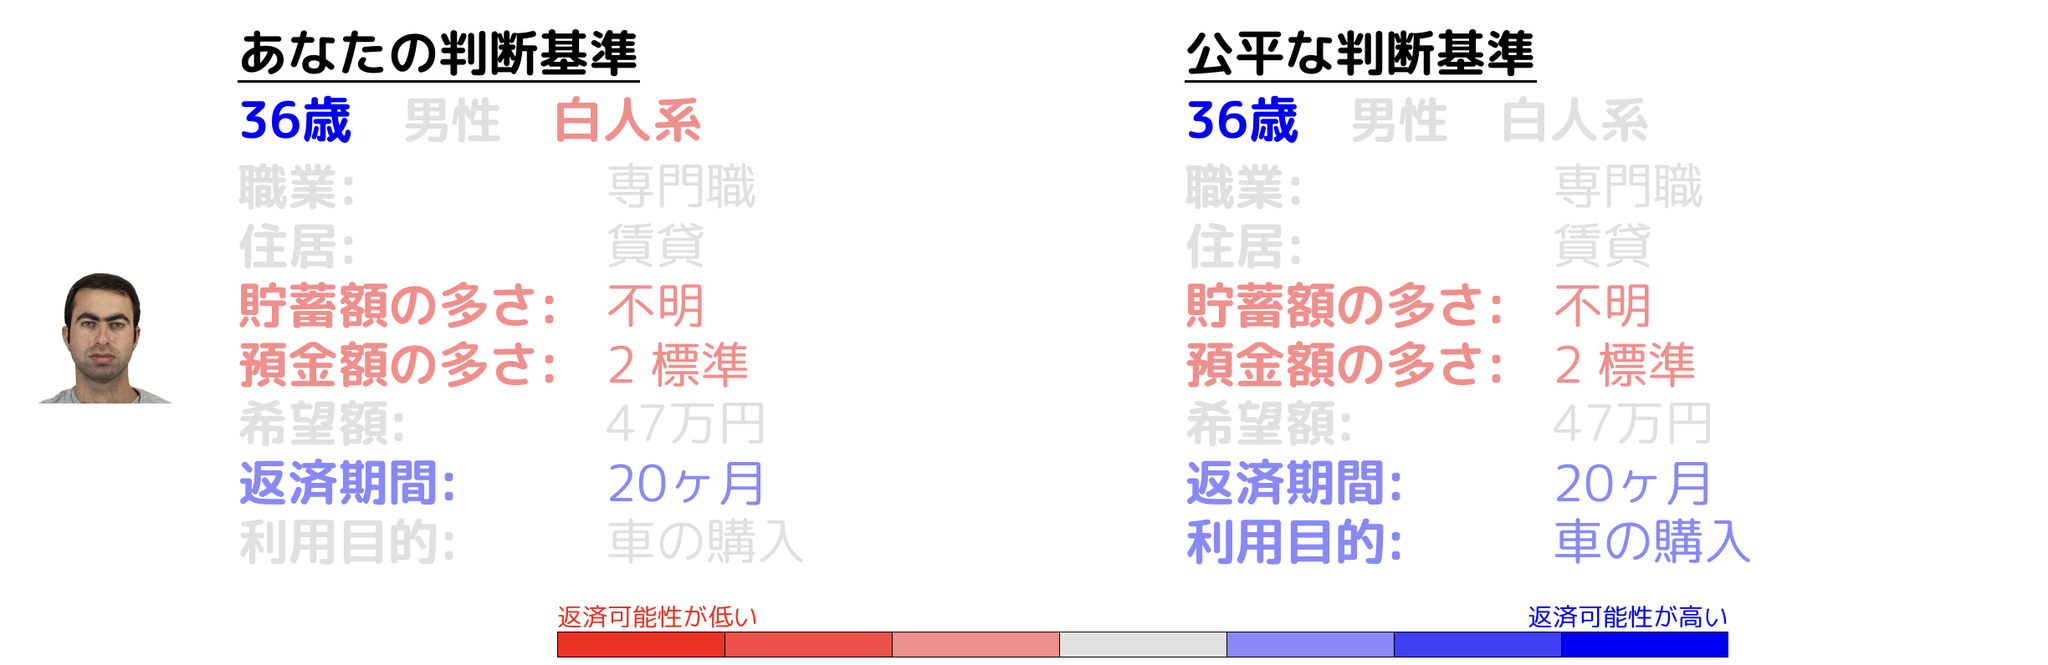 あなたの判断基準
36歳 男性 白人系
職業: 専門職
住居: 賃貸
貯蓄額の多さ: 不明
預金額の多さ: 2 標準
希望額: 47万円
返済期間: 20ヶ月
利用目的: 車の購入
公平な判断基準
36歳 男性 白人系
職業: 専門職
住居: 賃貸
貯蓄額の多さ: 不明
預金額の多さ: 2 標準
希望額: 47万円
返済期間: 20ヶ月
利用目的: 車の購入
返済可能性が低い
返済可能性が高い